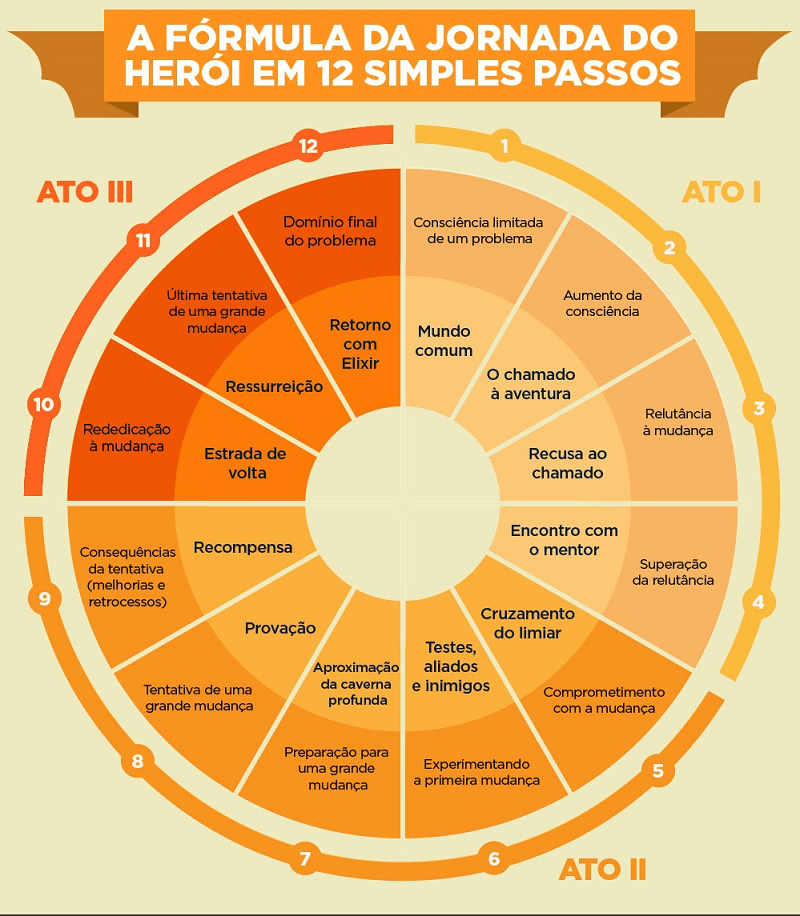 A FÓRMULA DA JORNADA DO
HERÓI EM 12 SIMPLES PASSOS
ATO I
1
Consciência limitada
de um problema
Mundo
comum
2
Aumento da
consciência
O chamado
à aventura
3
Relutância
à mudança
Recusa ao
chamado
4
Superação
da relutância
Encontro com
o mentor
ATO II
5
Comprometimento
com a mudança
Cruzamento
do limiar
6
Experimentando
a primeira mudança
Testes,
aliados
e inimigos
7
Preparação para
uma grande
mudança
Aproximação
da caverna
profunda
8
Tentativa de uma
grande mudança
Provação
9
Consequências
da tentativa
(melhorias e
retrocessos)
Recompensa
ATO III
10
Rededicação
à mudança
Estrada de
volta
11
Última tentativa
de uma grande
mudança
Ressurreição
12
Domínio final
do problema
Retorno
com
Elixir